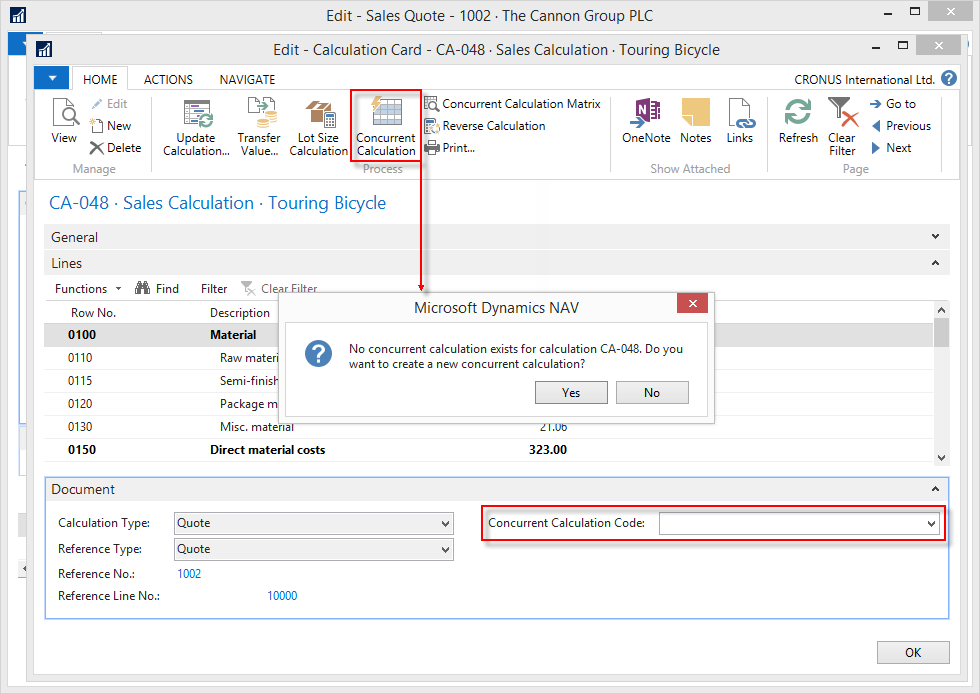 Edit - Sales Quote - 1002 · The Cannon Group PLC
Edit - Calculation Card - CA-048 · Sales Calculation · Touring Bicycle
HOME ACTIONS NAVIGATE
CRONUS International Ltd.
View
Edit
New
Delete
Manage
Update Calculation...
Transfer Value...
Lot Size Calculation
Concurrent Calculation
Concurrent Calculation Matrix
Reverse Calculation
Print...
Process
OneNote
Notes
Links
Show Attached
Refresh
Clear Filter
Go to
Previous
Next
Page
CA-048 · Sales Calculation · Touring Bicycle
General
Lines
Functions Find Filter Clear Filter
Row No. Description
0100 Material
0110 Raw materi
0115 Semi-finish
0120 Package m
0130 Misc. material 21.06
0150 Direct material costs 323.00
Microsoft Dynamics NAV
No concurrent calculation exists for calculation CA-048. Do you
want to create a new concurrent calculation?
Yes No
Document
Calculation Type: Quote
Concurrent Calculation Code:
Reference Type: Quote
Reference No.: 1002
Reference Line No.: 10000
OK